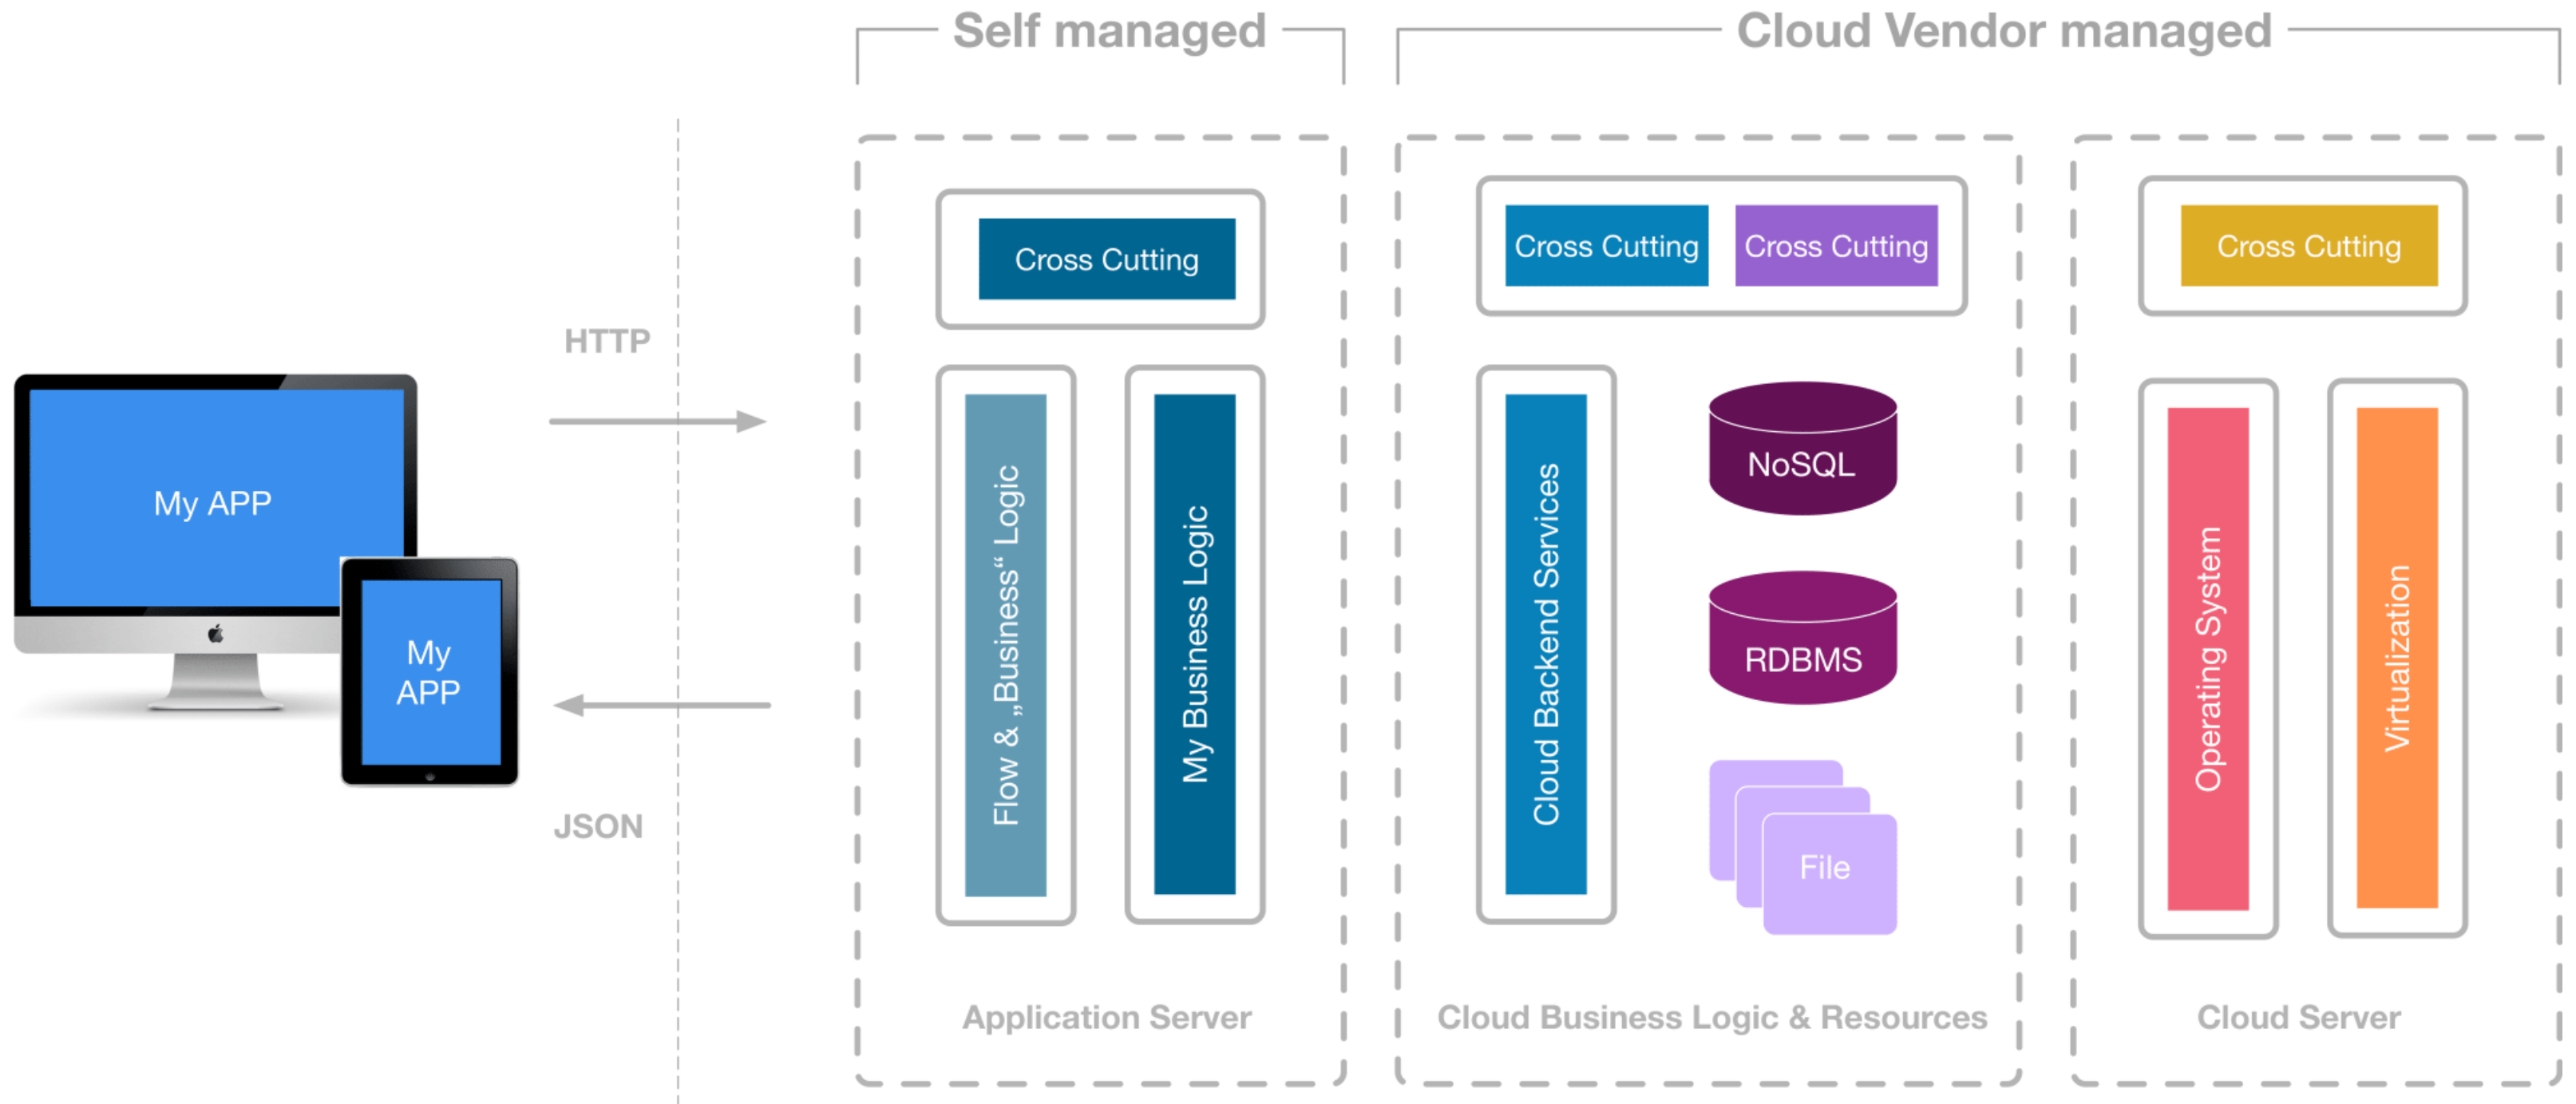 Self managed
Cloud Vendor managed
HTTP
JSON
My APP
My
APP
Cross Cutting
Flow & „Business“ Logic
My Business Logic
Application Server
Cross Cutting
Cross Cutting
Cloud Backend Services
NoSQL
RDBMS
File
Cloud Business Logic & Resources
Cross Cutting
Operating System
Virtualization
Cloud Server